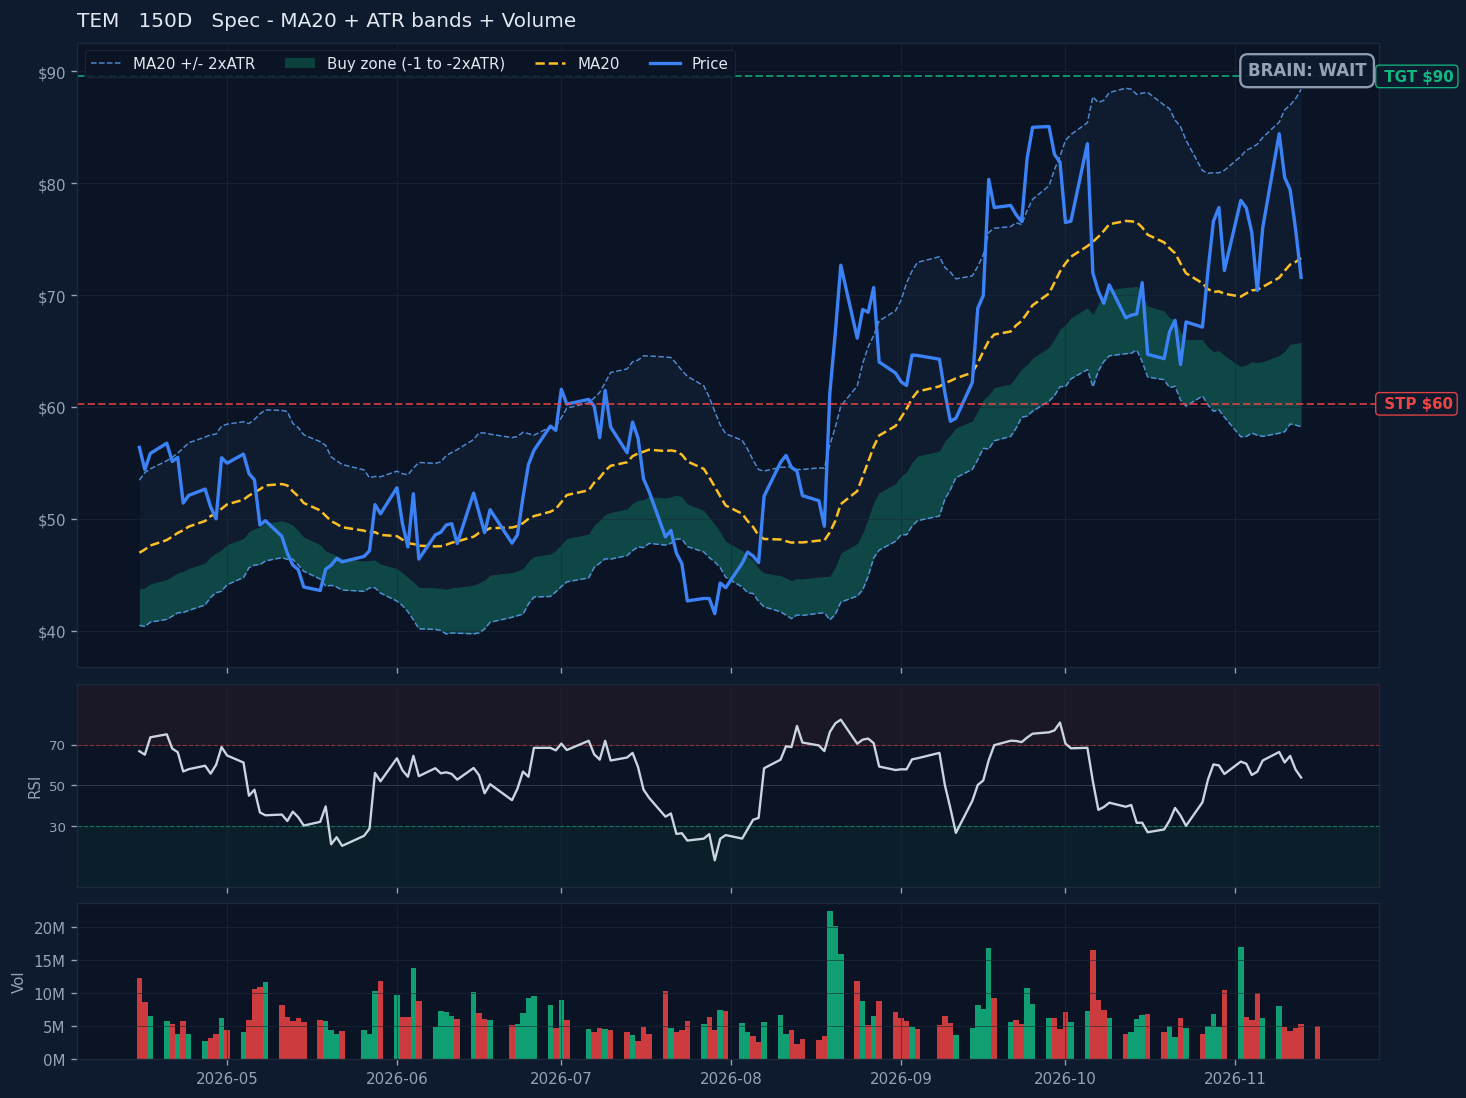 TEM   150D   Spec - MA20 + ATR bands + Volume
MA20 +/- 2xATR
Buy zone (-1 to -2xATR)
MA20
Price
BRAIN: WAIT
TGT $90
STP $60
$90
$80
$70
$60
$50
$40
RSI
70
50
30
Vol
20M
15M
10M
5M
0M
2026-05
2026-06
2026-07
2026-08
2026-09
2026-10
2026-11